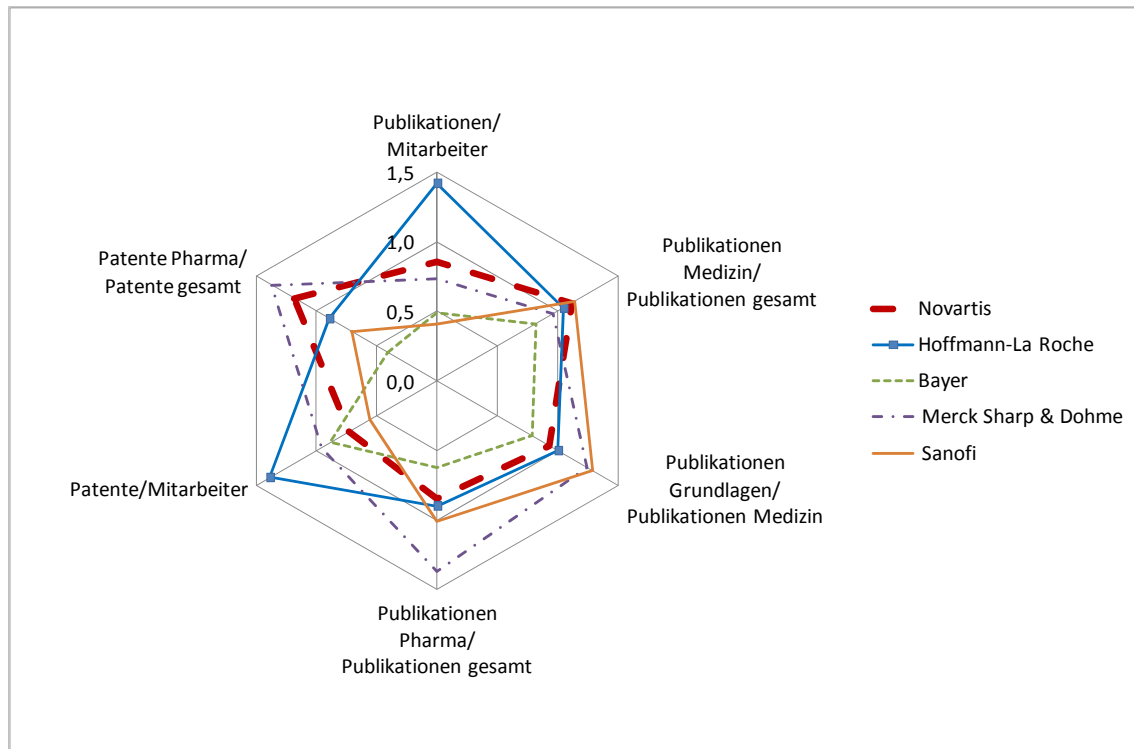 Publikationen/
Mitarbeiter
1,5
1,0
0,5
0,0
Publikationen
Medizin/
Publikationen gesamt
Publikationen
Grundlagen/
Publikationen Medizin
Publikationen
Pharma/
Publikationen gesamt
Patente/Mitarbeiter
Patente Pharma/
Patente gesamt
Novartis
Hoffmann-La Roche
Bayer
Merck Sharp & Dohme
Sanofi